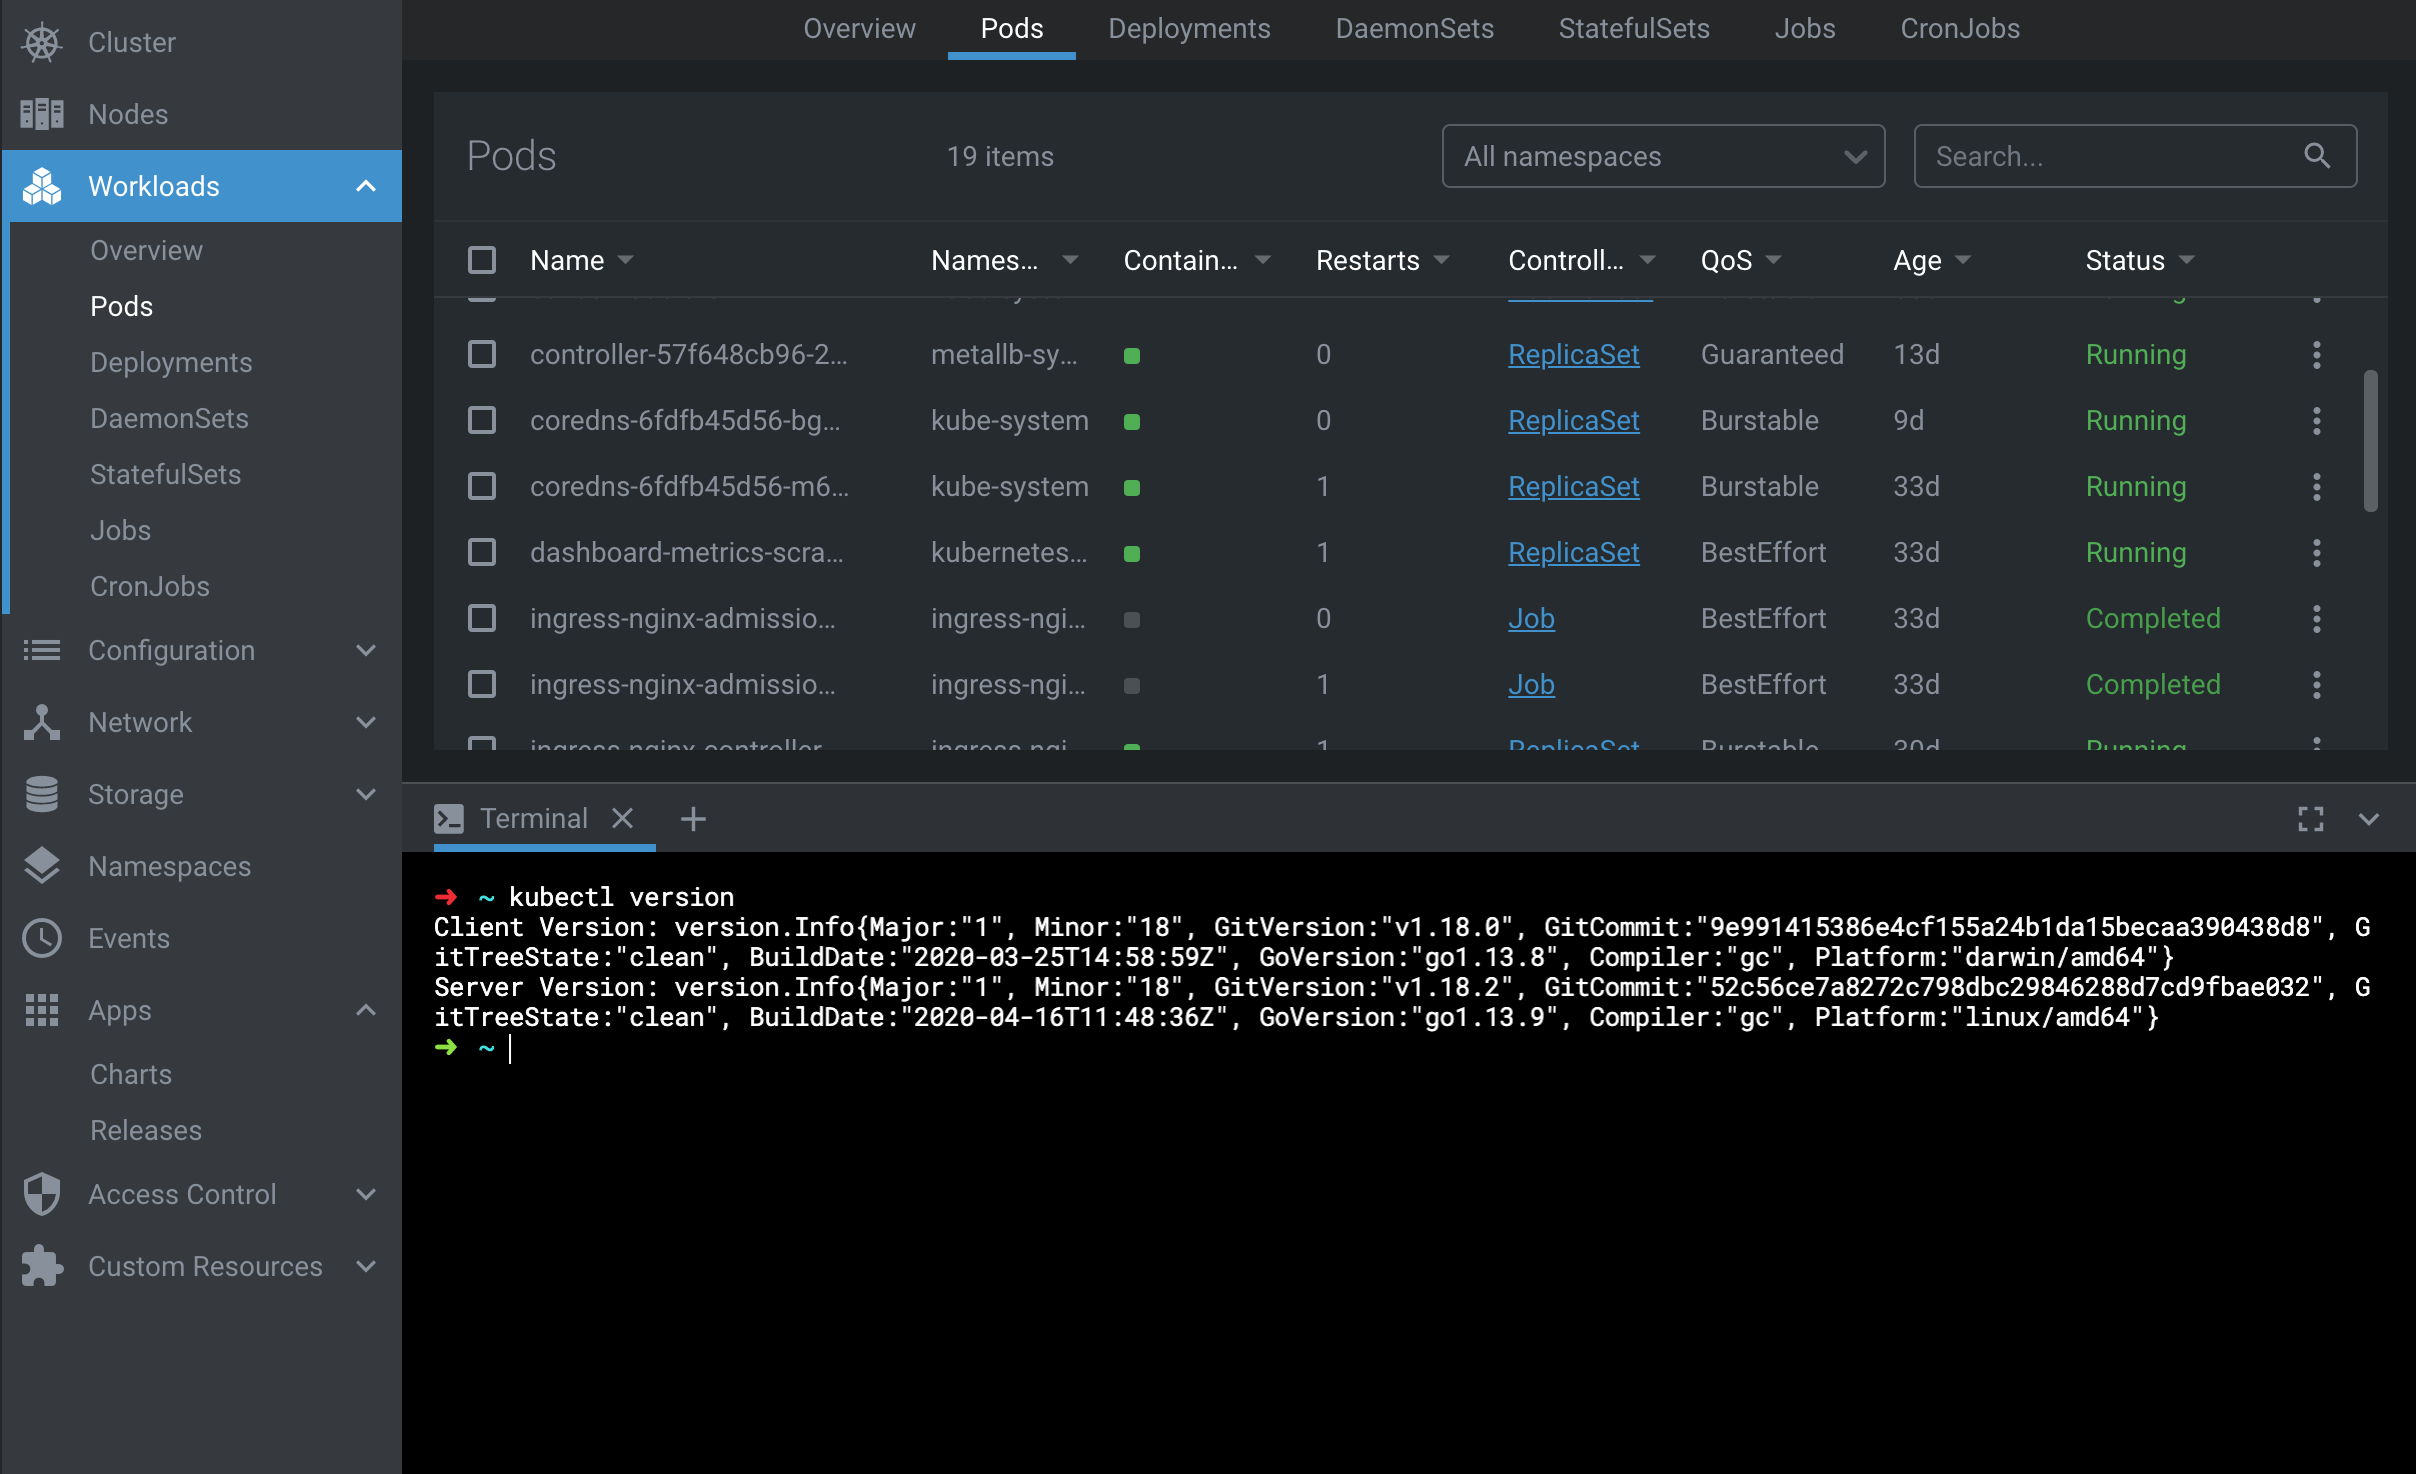 Cluster
Nodes
Workloads
Overview
Pods
Deployments
DaemonSets
StatefulSets
Jobs
CronJobs
Configuration
Network
Storage
Namespaces
Events
Apps
Charts
Releases
Access Control
Custom Resources
Overview Pods Deployments DaemonSets StatefulSets Jobs CronJobs
Pods 19 items All namespaces Search...
Name Names... Contain... Restarts Controll... QoS Age Status
controller-57f648cb96-2... metallb-sy... 0 ReplicaSet Guaranteed 13d Running
coredns-6fdfb45d56-bg... kube-system 0 ReplicaSet Burstable 9d Running
coredns-6fdfb45d56-m6... kube-system 1 ReplicaSet Burstable 33d Running
dashboard-metrics-scra... kubernetes... 1 ReplicaSet BestEffort 33d Running
ingress-nginx-admissio... ingress-ngi... 0 Job BestEffort 33d Completed
ingress-nginx-admissio... ingress-ngi... 1 Job BestEffort 33d Completed
ingress-nginx-controller ingress-ngi 1 ReplicaSet Burstable 30d Running
Terminal
➜ ~ kubectl version
Client Version: version.Info{Major:"1", Minor:"18", GitVersion:"v1.18.0", GitCommit:"9e991415386e4cf155a24b1da15becaa390438d8", G
itTreeState:"clean", BuildDate:"2020-03-25T14:58:59Z", GoVersion:"go1.13.8", Compiler:"gc", Platform:"darwin/amd64"}
Server Version: version.Info{Major:"1", Minor:"18", GitVersion:"v1.18.2", GitCommit:"52c56ce7a8272c798dbc29846288d7cd9fbae032", G
itTreeState:"clean", BuildDate:"2020-04-16T11:48:36Z", GoVersion:"go1.13.9", Compiler:"gc", Platform:"linux/amd64"}
➜ ~